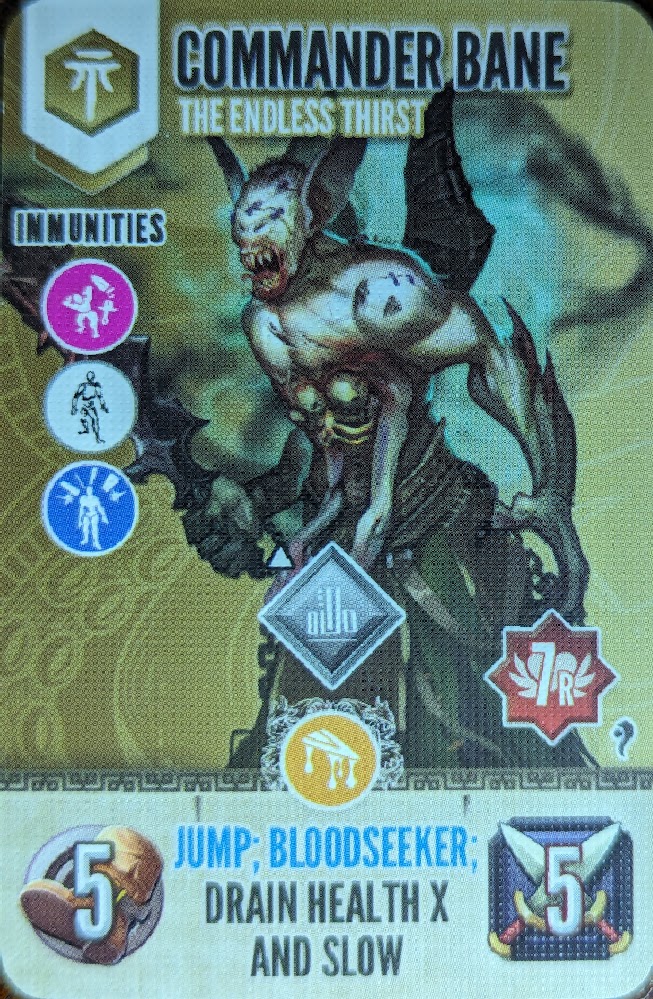 COMMANDER BANE
THE ENDLESS THIRST
IMMUNITIES
7R
5
JUMP; BLOODSEEKER;
DRAIN HEALTH X
AND SLOW
5